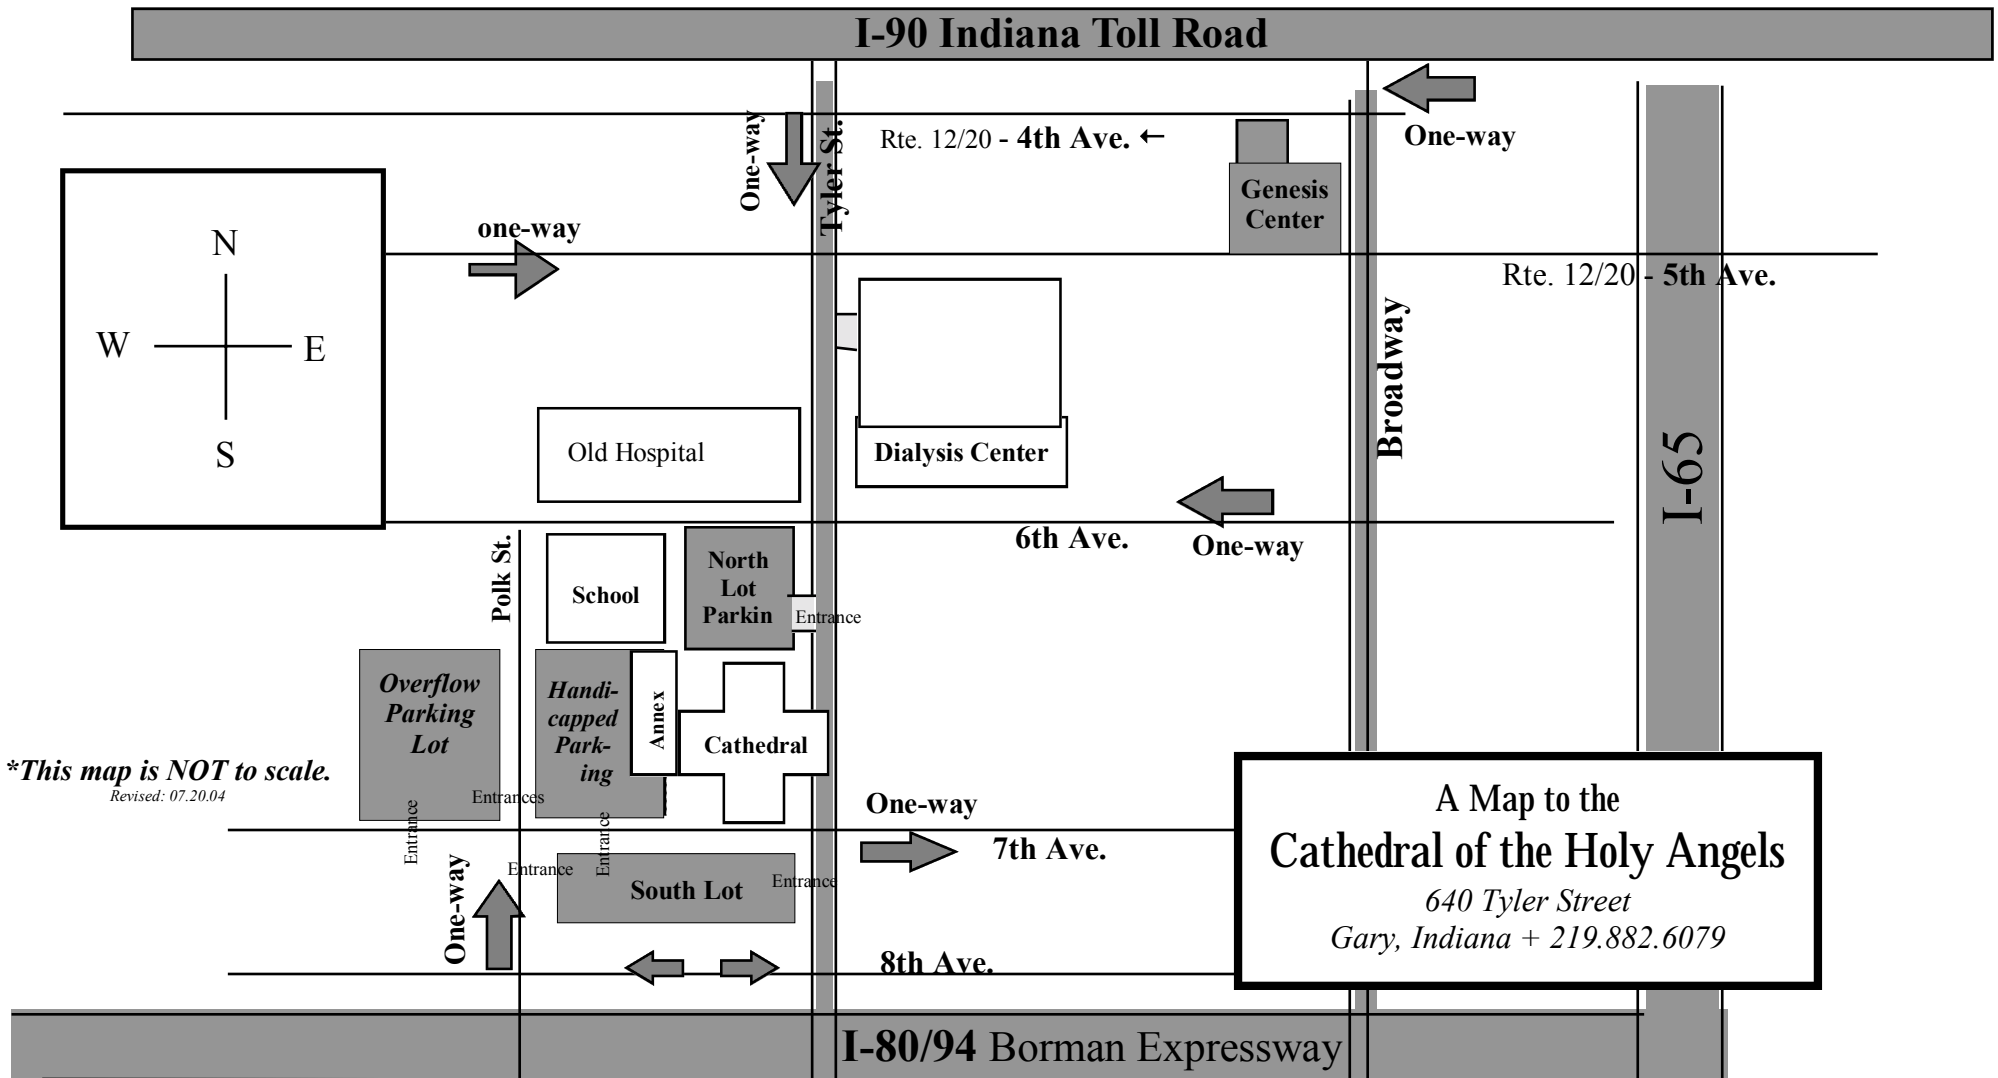 I-90 Indiana Toll Road
One-way
Tyler St.
Rte. 12/20 - 4th Ave. ←
One-way
Genesis
Center
one-way
N
W E
S
Rte. 12/20 - 5th Ave.
Broadway
I-65
Old Hospital
Dialysis Center
6th Ave.
One-way
Polk St.
School
North
Lot
Parkin
Entrance
Overflow
Parking
Lot
Handi-
capped
Park-
ing
Annex
Cathedral
*This map is NOT to scale.
Revised: 07.20.04
Entrances
Entrance
Entrance
One-way
7th Ave.
One-way
Entrance
South Lot
Entrance
8th Ave.
A Map to the
Cathedral of the Holy Angels
640 Tyler Street
Gary, Indiana + 219.882.6079
I-80/94 Borman Expressway